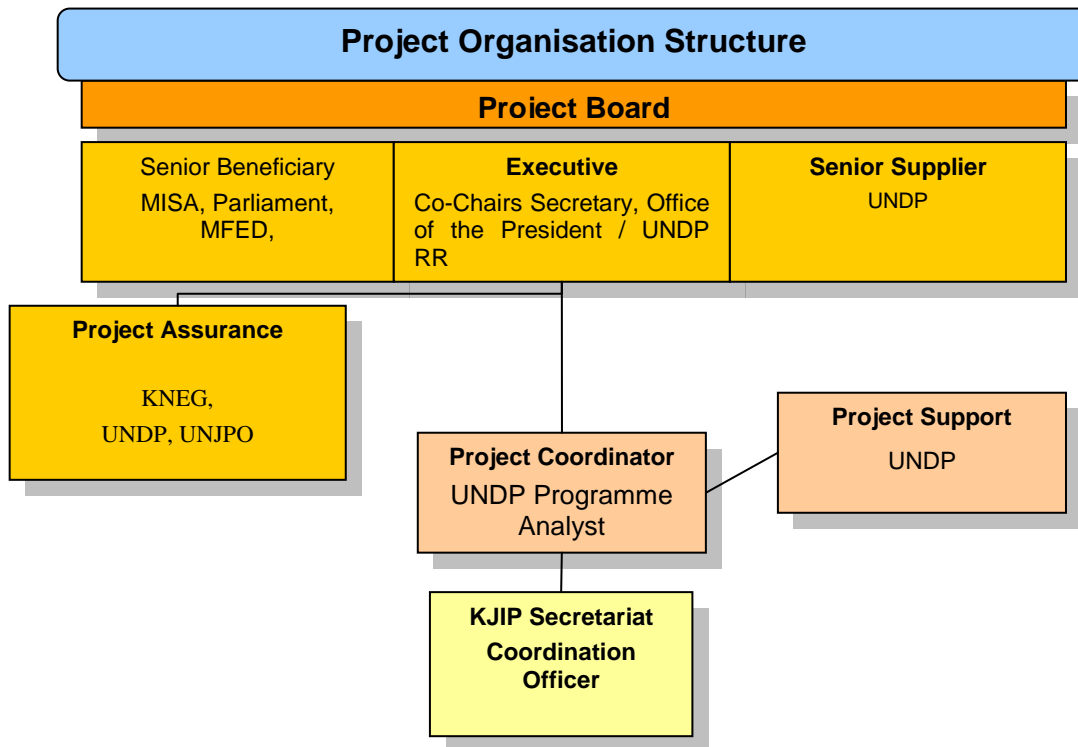 Project Organisation Structure
Project Board
Senior Beneficiary
MISA, Parliament,
MFED,
Executive
Co-Chairs Secretary, Office
of the President / UNDP
RR
Senior Supplier
UNDP
Project Assurance
KNEG,
UNDP, UNJPO
Project Coordinator
UNDP Programme
Analyst
Project Support
UNDP
KJIP Secretariat
Coordination
Officer